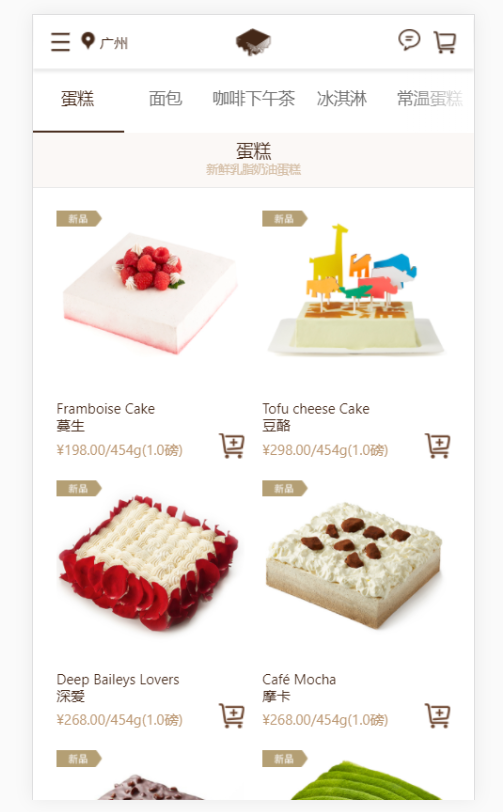 广州
蛋糕
面包
咖啡下午茶
冰淇淋
常温蛋糕
蛋糕
新鲜乳脂奶油蛋糕
新品
新品
Framboise Cake
蔓生
¥198.00/454g(1.0磅)
Tofu cheese Cake
豆酪
¥298.00/454g(1.0磅)
新品
新品
Deep Baileys Lovers
深爱
¥268.00/454g(1.0磅)
Café Mocha
摩卡
¥268.00/454g(1.0磅)
新品
新品